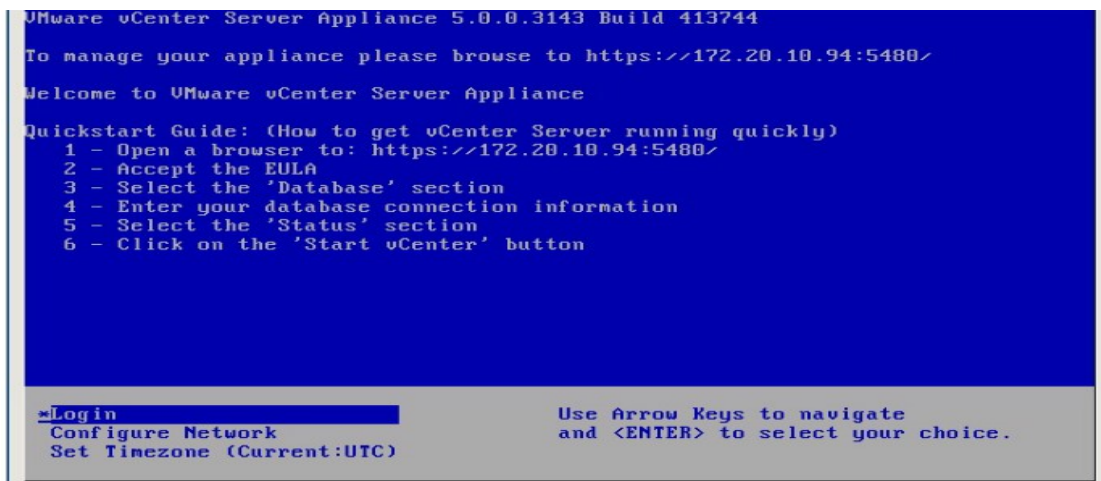 VMware vCenter Server Appliance 5.0.0.3143 Build 413744
To manage your appliance please browse to https://172.20.10.94:5480/
Welcome to VMware vCenter Server Appliance
Quickstart Guide: (How to get vCenter Server running quickly)
1 - Open a browser to: https://172.20.10.94:5480/
2 - Accept the EULA
3 - Select the 'Database' section
4 - Enter your database connection information
5 - Select the 'Status' section
6 - Click on the 'Start vCenter' button
*Login
Use Arrow Keys to navigate
Configure Network
and <ENTER> to select your choice.
Set Timezone (Current:UTC)